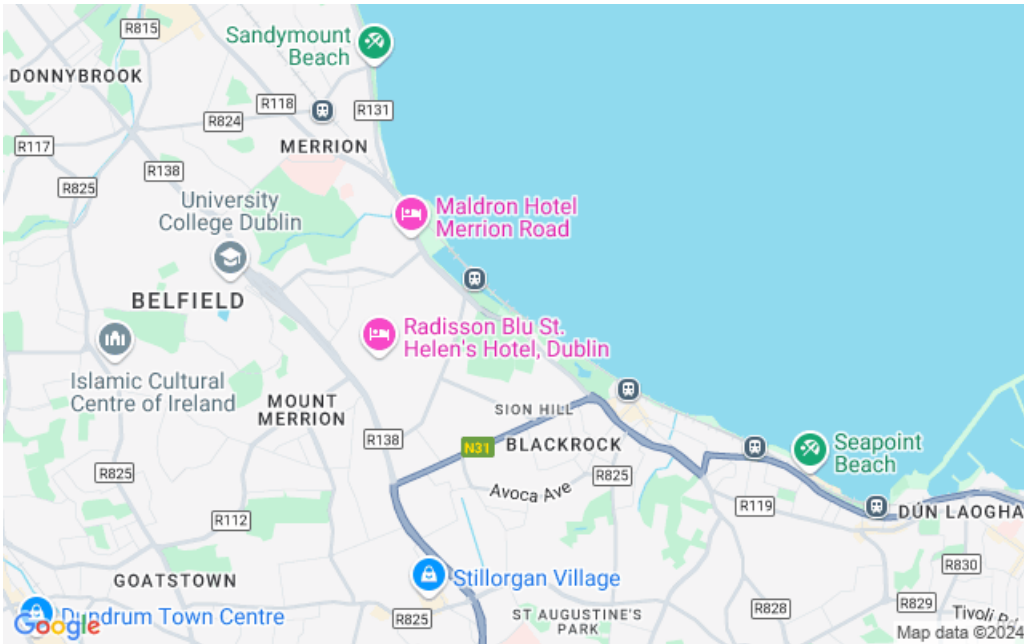 R815
Sandymount
Beach
DONNYBROOK
R118
R131
R824
R117
MERRION
R138
R825
University
College Dublin
Maldron Hotel
Merrion Road
BELFIELD
Radisson Blu St.
Helen's Hotel, Dublin
Islamic Cultural
Centre of Ireland
MOUNT
MERRION
SION HILL
R138
N31
BLACKROCK
Seapoint
Beach
R825
R825
Avoca Ave
R119
R112
DÚN LAOGHA
R830
GOATSTOWN
Stillorgan Village
Dundrum Town Centre
Google
R825
ST AUGUSTINE'S
PARK
R828
R829
Tivoli
Map data ©2024